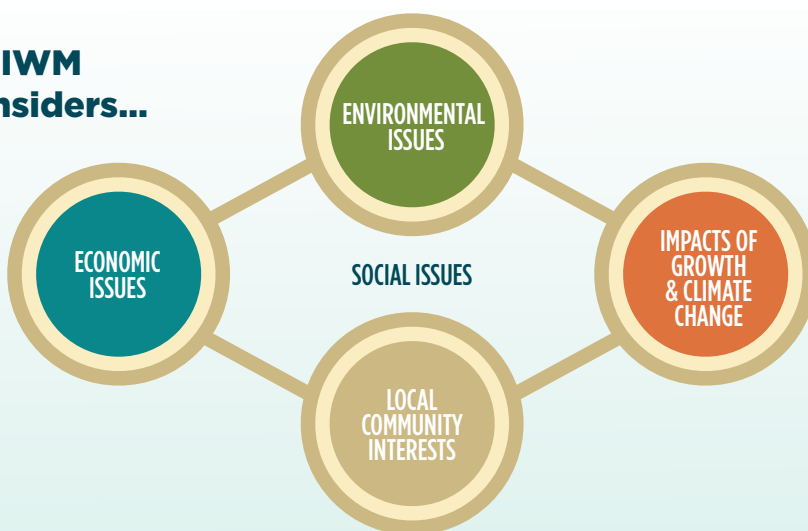 IWM
nsiders...
ENVIRONMENTAL
ISSUES
ECONOMIC
ISSUES
SOCIAL ISSUES
IMPACTS OF
GROWTH
& CLIMATE
CHANGE
LOCAL
COMMUNITY
INTERESTS